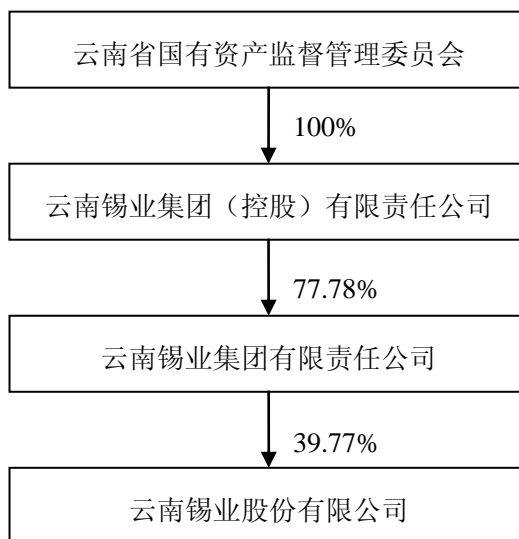 云南省国有资产监督管理委员会
100%
云南锡业集团（控股）有限责任公司
77.78%
云南锡业集团有限责任公司
39.77%
云南锡业股份有限公司